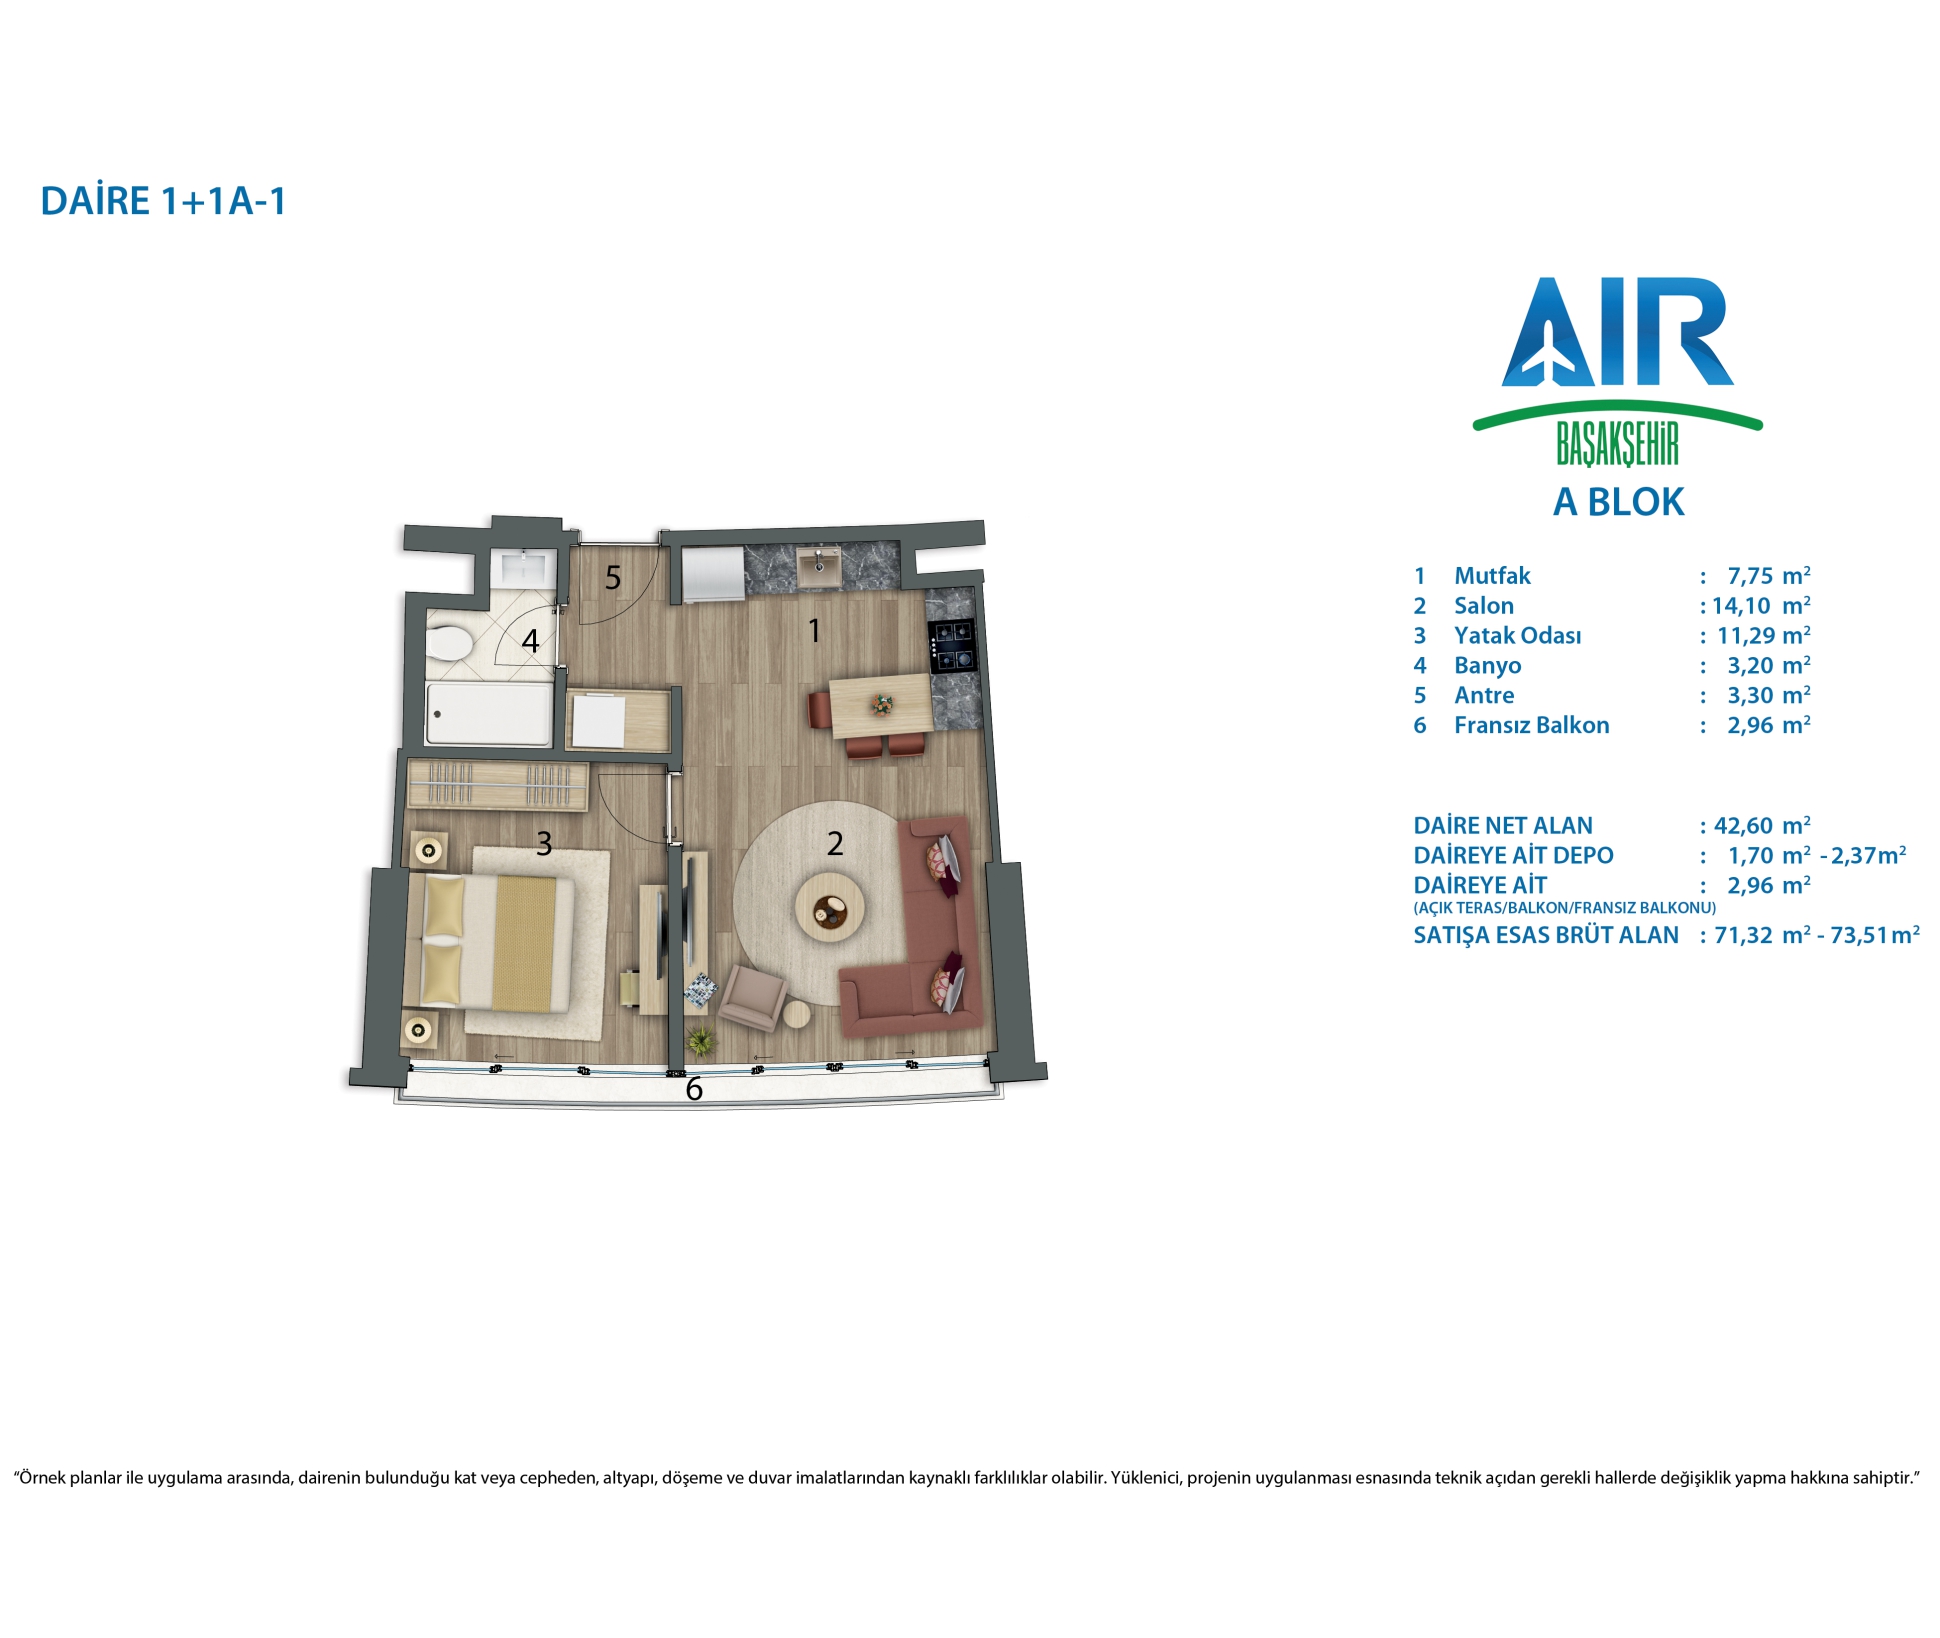 DAİRE 1+1A-1
AIR
BAŞAKŞEHİR
A BLOK
1 Mutfak : 7,75 m²
2 Salon : 14,10 m²
3 Yatak Odası : 11,29 m²
4 Banyo : 3,20 m²
5 Antre : 3,30 m²
6 Fransız Balkon : 2,96 m²
DAİRE NET ALAN : 42,60 m²
DAİREYE AİT DEPO : 1,70 m² - 2,37 m²
DAİREYE AİT : 2,96 m²
(AÇIK TERAS/BALKON/FRANSIZ BALKONU)
SATIŞA ESAS BRÜT ALAN : 71,32 m² - 73,51 m²
5
1
4
3
2
6
“Örnek planlar ile uygulama arasında, dairenin bulunduğu kat veya cepheden, altyapı, döşeme ve duvar imalatlarından kaynaklı farklılıklar olabilir. Yüklenici, projenin uygulanması esnasında teknik açıdan gerekli hallerde değişiklik yapma hakkına sahiptir.”